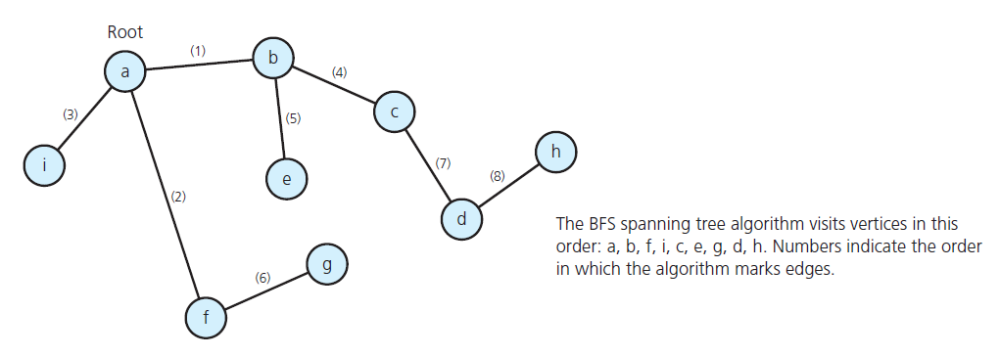 Root
(1)
a
b
(4)
(3)
c
(5)
h
i
(7)
(8)
e
(2)
d
The BFS spanning tree algorithm visits vertices in this
order: a, b, f, i, c, e, g, d, h. Numbers indicate the order
in which the algorithm marks edges.
g
(6)
f